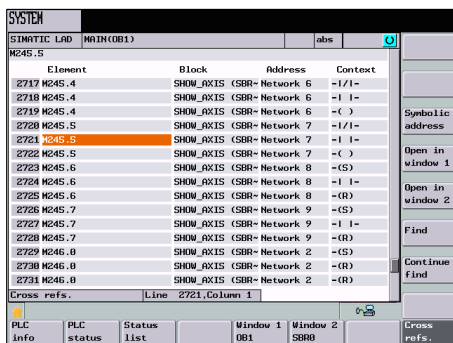 SYSTEM
SIMATIC LAD MAIN(OB1) abs
M245.5
Element Block Address Context
2717 M245.4 SHOW_AXIS (SBR~ Network 6 -|/|-
2718 M245.4 SHOW_AXIS (SBR~ Network 6 -| |-
2719 M245.4 SHOW_AXIS (SBR~ Network 6 -( )
2720 M245.5 SHOW_AXIS (SBR~ Network 7 -|/|-
2721 M245.5 SHOW_AXIS (SBR~ Network 7 -| |-
2722 M245.5 SHOW_AXIS (SBR~ Network 7 -( )
2723 M245.6 SHOW_AXIS (SBR~ Network 8 -(S)
2724 M245.6 SHOW_AXIS (SBR~ Network 8 -| |-
2725 M245.6 SHOW_AXIS (SBR~ Network 8 -(R)
2726 M245.7 SHOW_AXIS (SBR~ Network 9 -(S)
2727 M245.7 SHOW_AXIS (SBR~ Network 9 -| |-
2728 M245.7 SHOW_AXIS (SBR~ Network 9 -(R)
2729 M246.0 SHOW_AXIS (SBR~ Network 2 -(S)
2730 M246.0 SHOW_AXIS (SBR~ Network 2 -(R)
2731 M246.0 SHOW_AXIS (SBR~ Network 2 -(R)
Cross refs. Line 2721,Column 1
Symbolic
address
Open in
window 1
Open in
window 2
Find
Continue
find
PLC
info
PLC
status
Status
list
Window 1
OB1
Window 2
SBR0
Cross
refs.